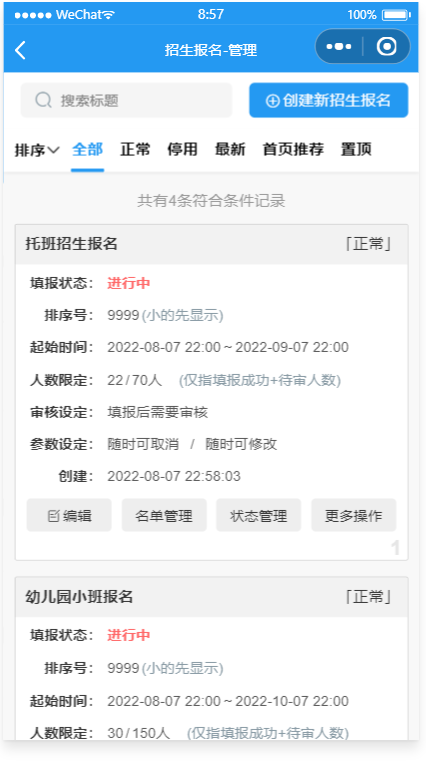 WeChat 8:57 100%
招生报名-管理
搜索标题 创建新招生报名
排序 全部 正常 停用 最新 首页推荐 置顶
共有4条符合条件记录
托班招生报名 「正常」
填报状态： 进行中
排序号： 9999(小的先显示)
起始时间： 2022-08-07 22:00～2022-09-07 22:00
人数限定： 22/70人 (仅指填报成功+待审人数)
审核设定： 填报后需要审核
参数设定： 随时可取消 / 随时可修改
创建： 2022-08-07 22:58:03
编辑 名单管理 状态管理 更多操作
1
幼儿园小班报名 「正常」
填报状态： 进行中
排序号： 9999(小的先显示)
起始时间： 2022-08-07 22:00～2022-10-07 22:00
人数限定： 30/150人 (仅指填报成功+待审人数)